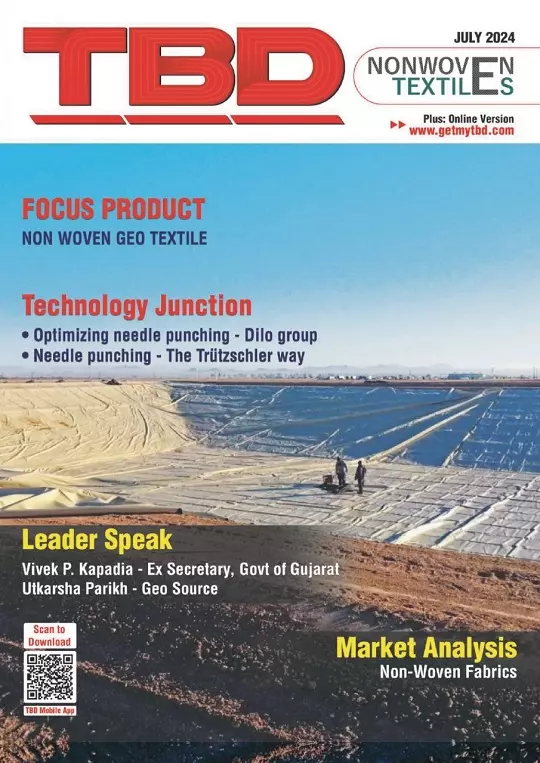 TBD
JULY 2024
NONWOVEN
TEXTILES
Plus: Online Version
www.getmytbd.com
FOCUS PRODUCT
NON WOVEN GEO TEXTILE
Technology Junction
• Optimizing needle punching - Dilo group
• Needle punching - The Trützschler way
Leader Speak
Vivek P. Kapadia - Ex Secretary, Govt of Gujarat
Utkarsha Parikh - Geo Source
Scan to
Download
TBD Mobile App
Market Analysis
Non-Woven Fabrics